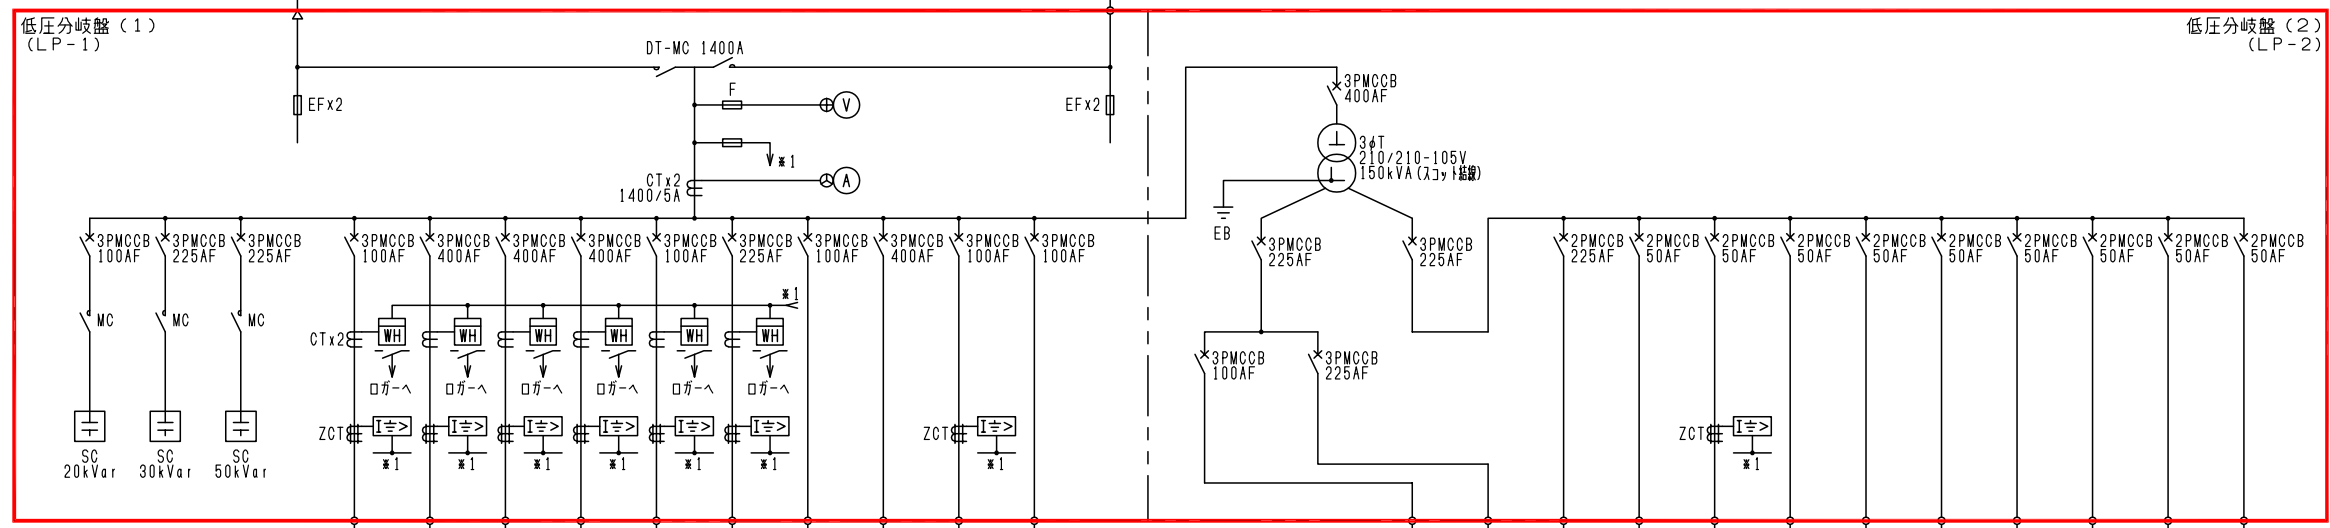 低圧分岐盤(1)
(LP-1)
低圧分岐盤(2)
(LP-2)
DT-MC 1400A
EFx2
F
V
EFx2
※1
CTx2
1400/5A
A
3PMCCB
400AF
3φT
210/210-105V
150kVA(スコット結線)
EB
3PMCCB
100AF
3PMCCB
225AF
3PMCCB
225AF
3PMCCB
100AF
3PMCCB
400AF
3PMCCB
400AF
3PMCCB
400AF
3PMCCB
100AF
3PMCCB
225AF
3PMCCB
100AF
3PMCCB
400AF
3PMCCB
100AF
3PMCCB
100AF
3PMCCB
225AF
3PMCCB
225AF
2PMCCB
225AF
2PMCCB
50AF
2PMCCB
50AF
2PMCCB
50AF
2PMCCB
50AF
2PMCCB
50AF
2PMCCB
50AF
2PMCCB
50AF
2PMCCB
50AF
2PMCCB
50AF
※1
MC
MC
MC
CTx2
WH
WH
WH
WH
WH
WH
ロガーへ
ロガーへ
ロガーへ
ロガーへ
ロガーへ
ロガーへ
3PMCCB
100AF
3PMCCB
225AF
ZCT
I>
I>
I>
I>
I>
I>
ZCT
I>
ZCT
I>
※1
※1
※1
※1
※1
※1
※1
※1
SC
20kVar
SC
30kVar
SC
50kVar